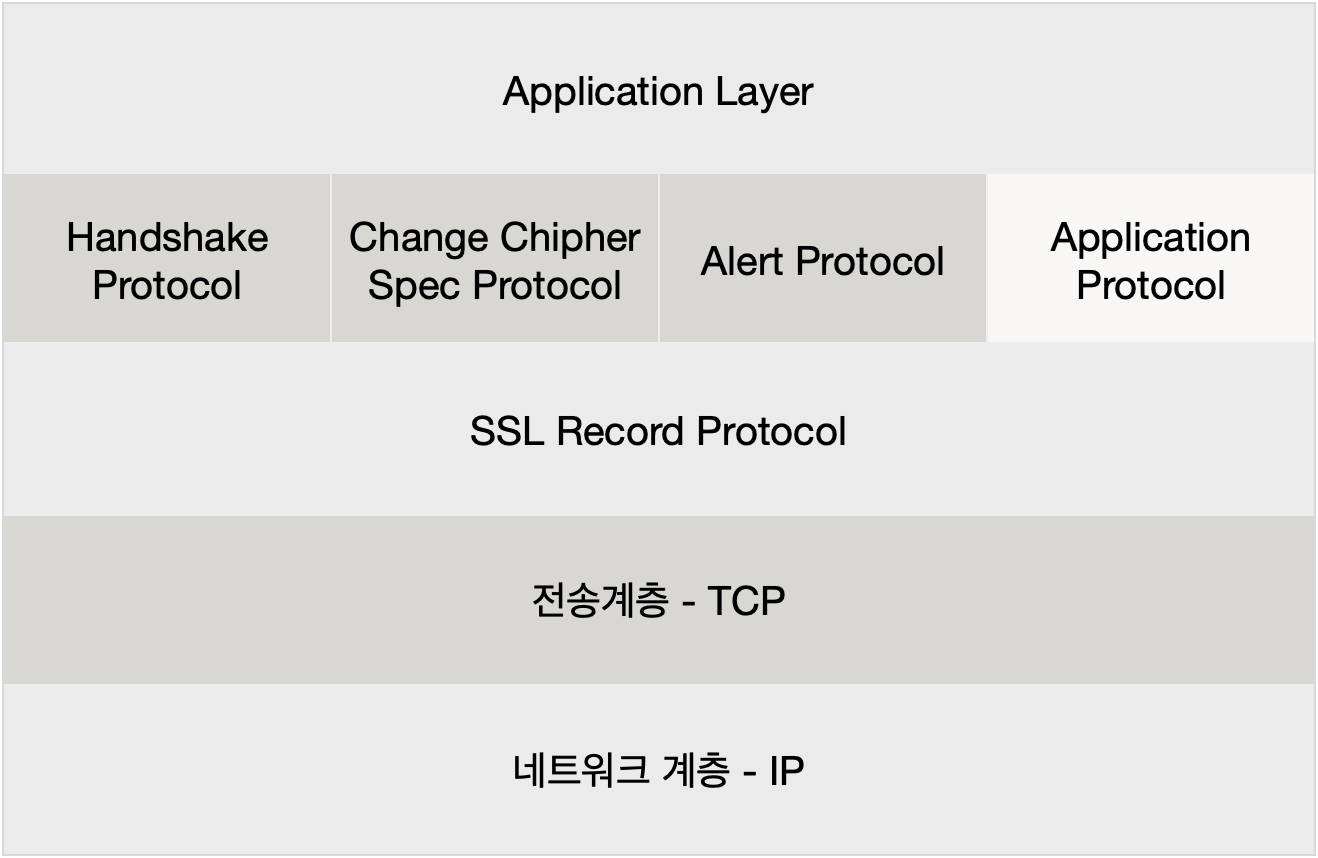 Application Layer
Handshake
Protocol
Change Chipher
Spec Protocol
Alert Protocol
Application
Protocol
SSL Record Protocol
전송계층 - TCP
네트워크 계층 - IP